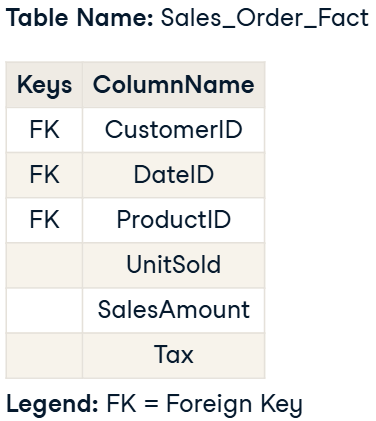 Table Name: Sales_Order_Fact
Keys ColumnName
FK CustomerID
FK DateID
FK ProductID
UnitSold
SalesAmount
Tax
Legend: FK = Foreign Key